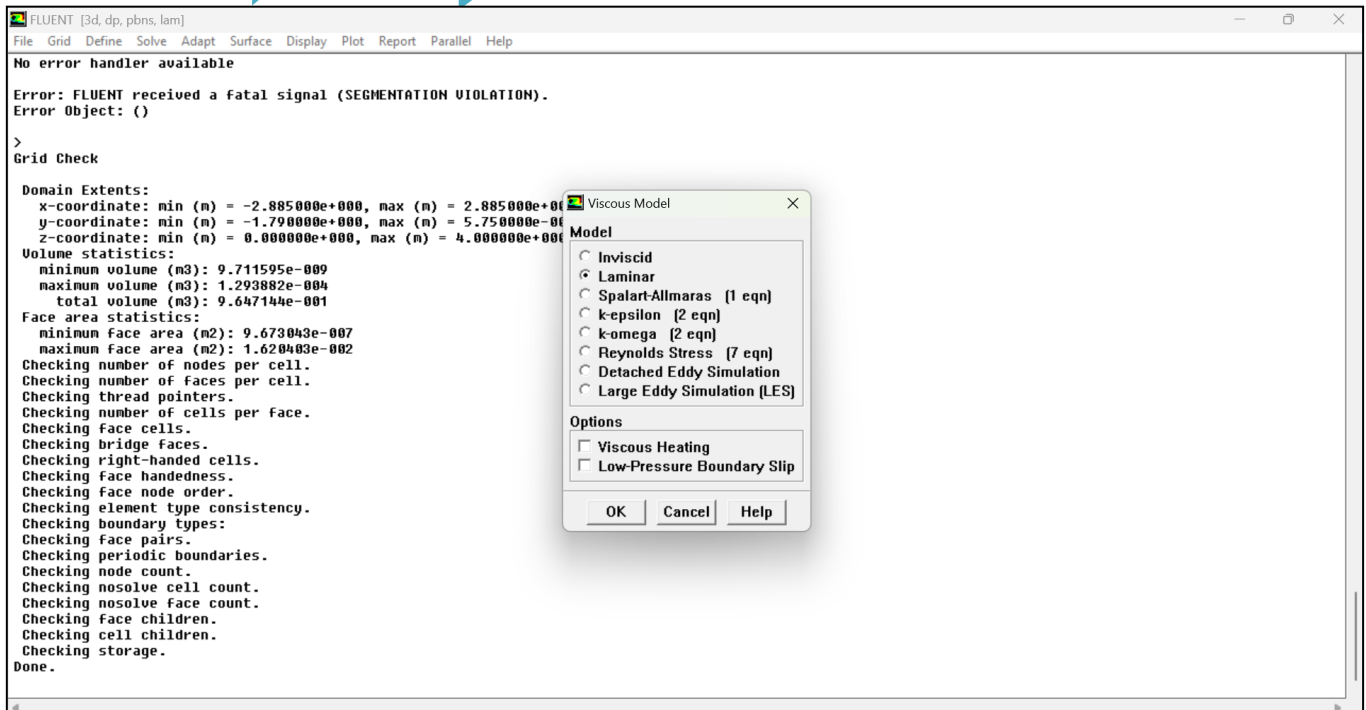 FLUENT [3d, dp, pbns, lam]
File Grid Define Solve Adapt Surface Display Plot Report Parallel Help
No error handler available
Error: FLUENT received a fatal signal (SEGMENTATION VIOLATION).
Error Object: ()
>
Grid Check
Domain Extents:
x-coordinate: min (m) = -2.885000e+000, max (m) = 2.885000e+00
y-coordinate: min (m) = -1.790000e+000, max (m) = 5.750000e-00
z-coordinate: min (m) = 0.000000e+000, max (m) = 4.000000e+000
Volume statistics:
minimum volume (m3): 9.711595e-009
maximum volume (m3): 1.293882e-004
total volume (m3): 9.647144e-001
Face area statistics:
minimum face area (m2): 9.673043e-007
maximum face area (m2): 1.620403e-002
Checking number of nodes per cell.
Checking number of faces per cell.
Checking thread pointers.
Checking number of cells per face.
Checking face cells.
Checking bridge faces.
Checking right-handed cells.
Checking face handedness.
Checking face node order.
Checking element type consistency.
Checking boundary types:
Checking face pairs.
Checking periodic boundaries.
Checking node count.
Checking nosolve cell count.
Checking nosolve face count.
Checking face children.
Checking cell children.
Checking storage.
Done.
Viscous Model
Model
Inviscid
Laminar
Spalart-Allmaras (1 eqn)
k-epsilon (2 eqn)
k-omega (2 eqn)
Reynolds Stress (7 eqn)
Detached Eddy Simulation
Large Eddy Simulation (LES)
Options
Viscous Heating
Low-Pressure Boundary Slip
OK Cancel Help